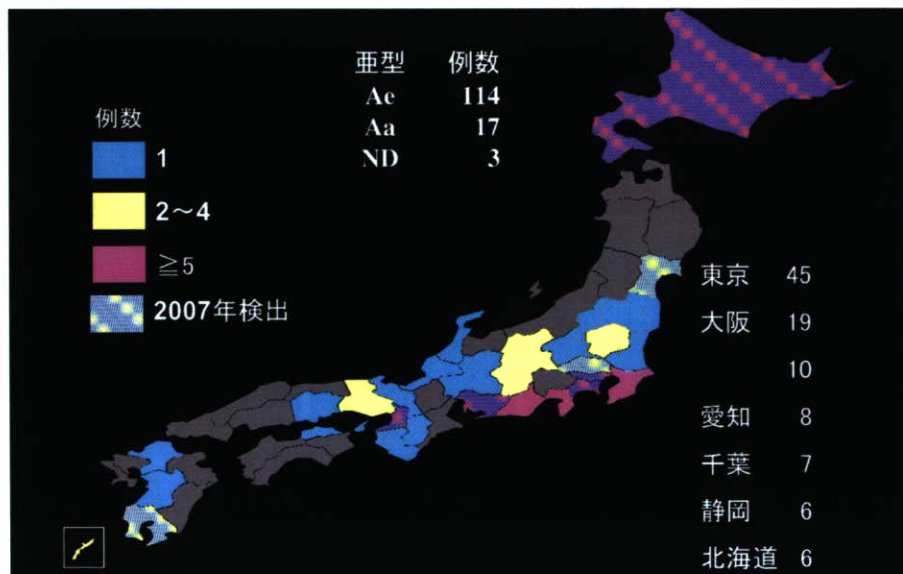 亜型 例数
Ae 114
Aa 17
ND 3
例数
1
2～4
≧5
2007年検出
東京 45
大阪 19
10
愛知 8
千葉 7
静岡 6
北海道 6